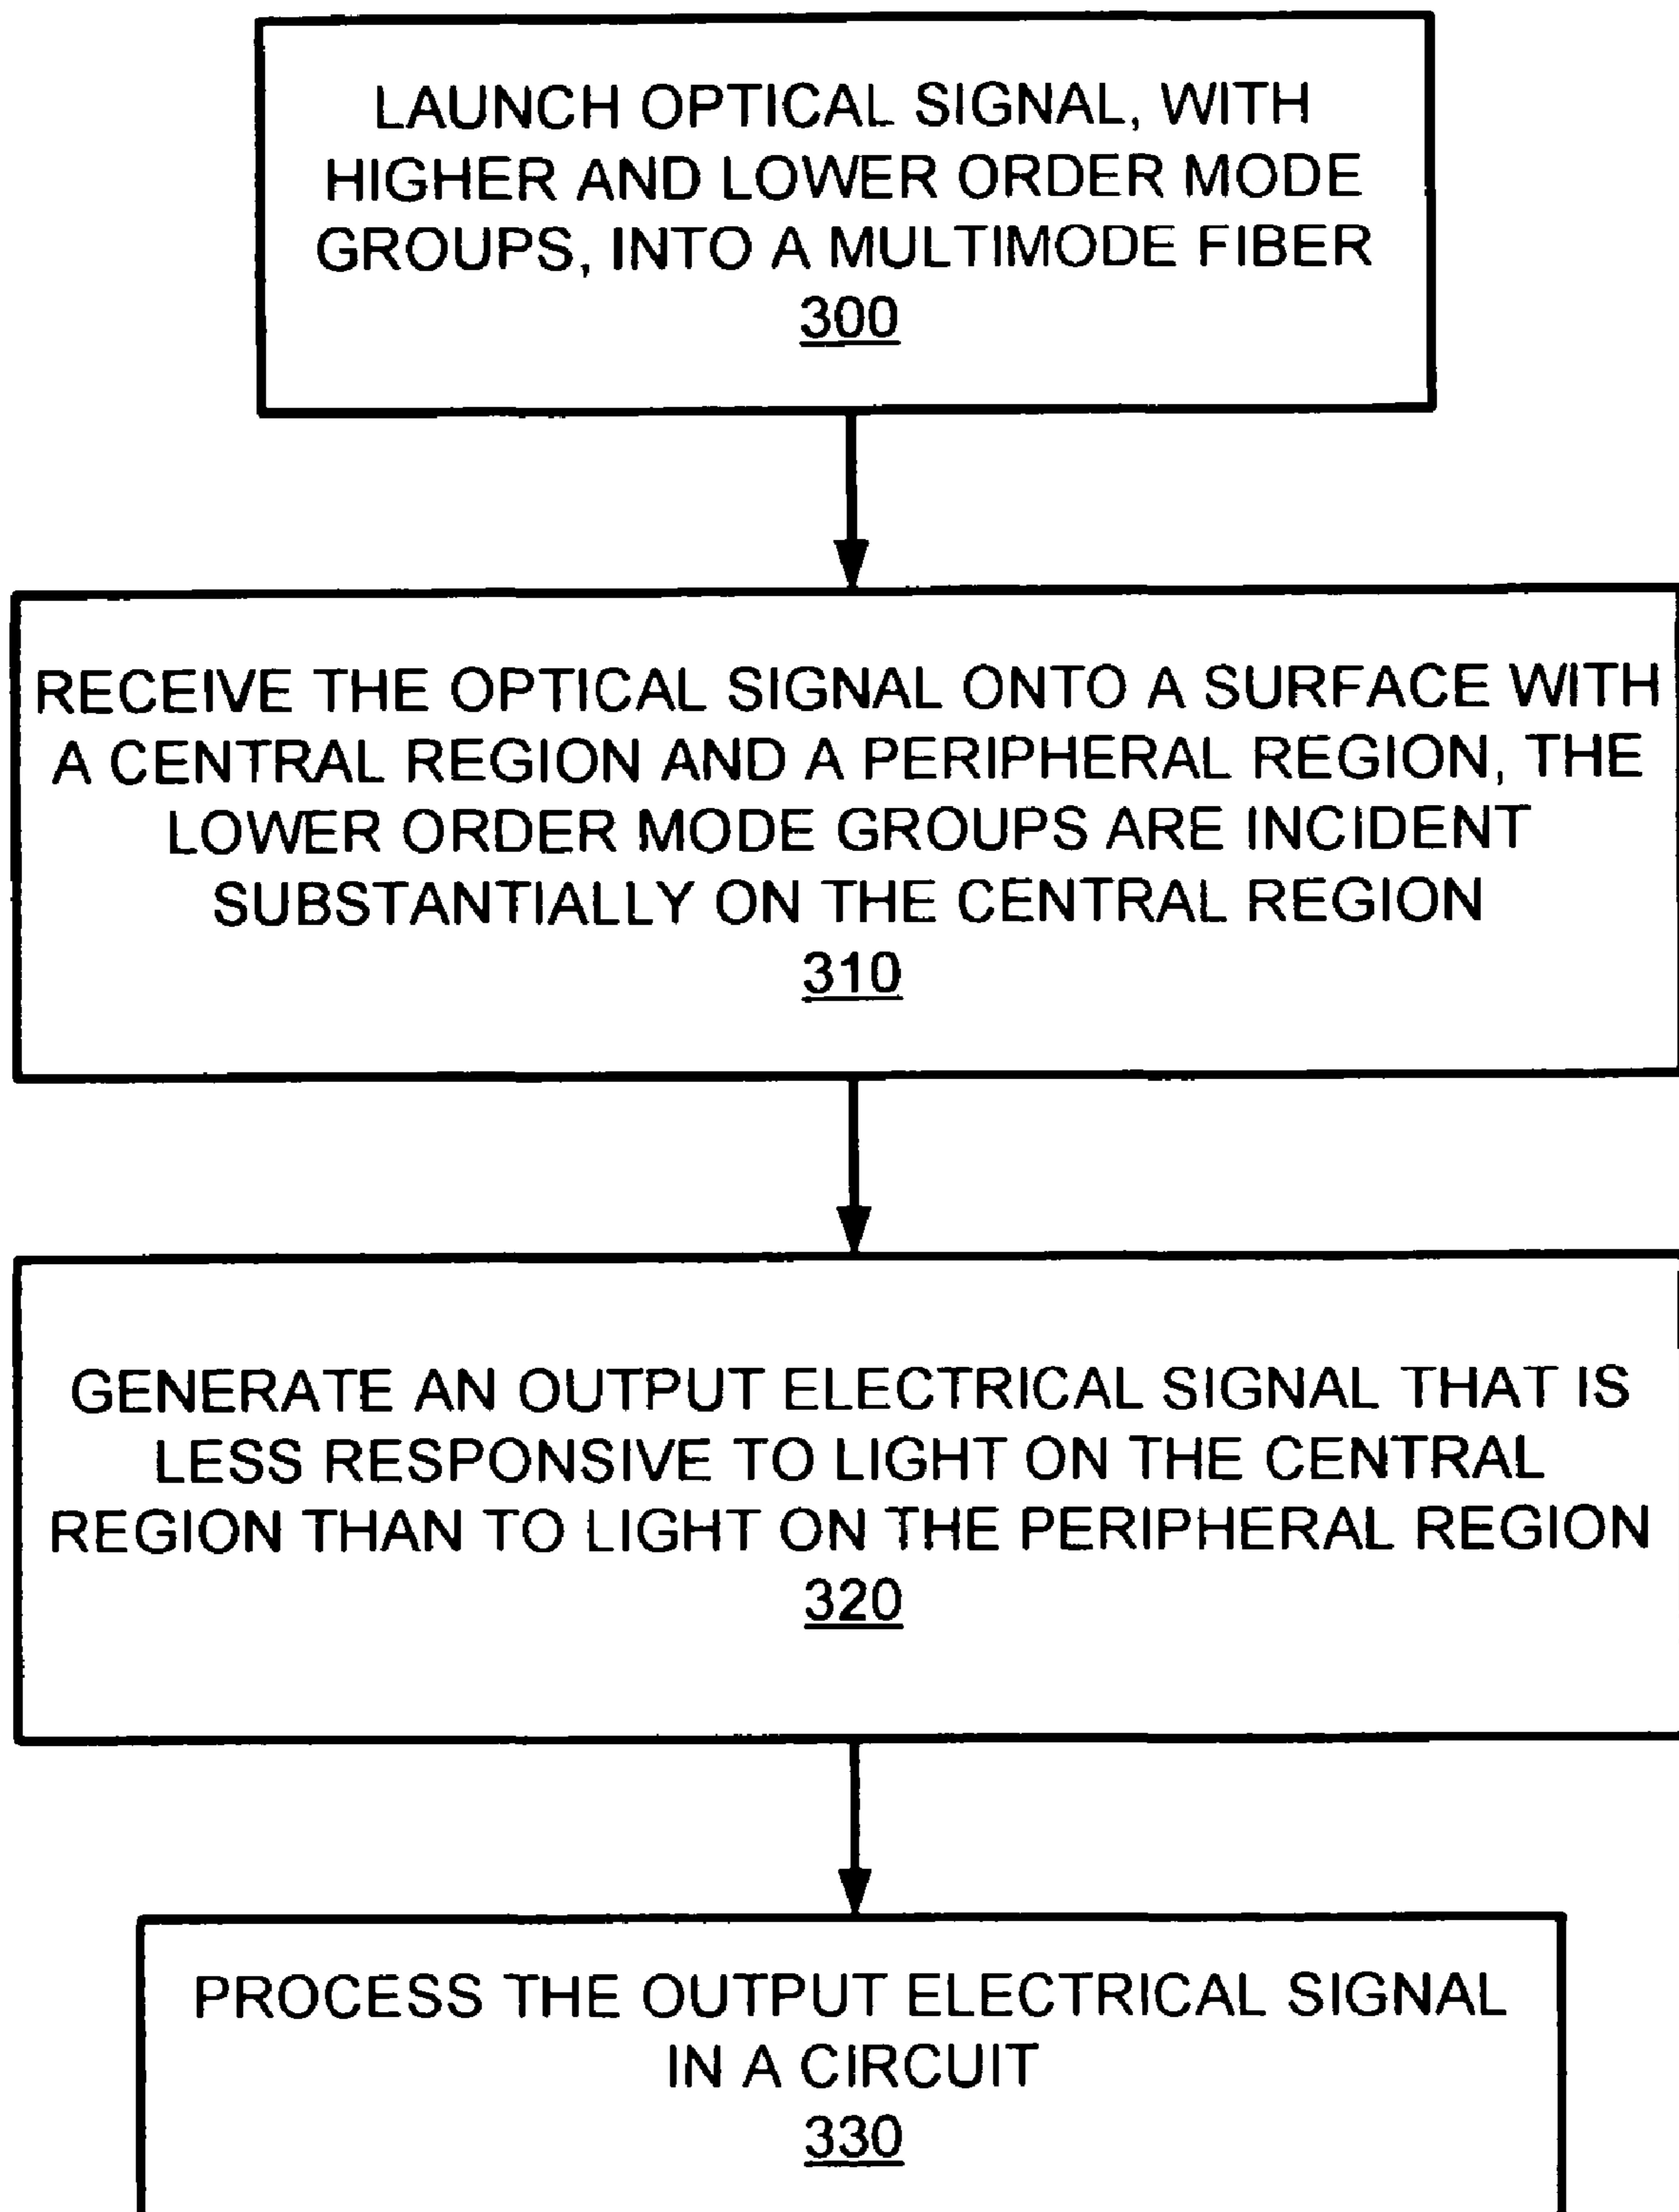 LAUNCH OPTICAL SIGNAL, WITH
HIGHER AND LOWER ORDER MODE
GROUPS, INTO A MULTIMODE FIBER
300
RECEIVE THE OPTICAL SIGNAL ONTO A SURFACE WITH
A CENTRAL REGION AND A PERIPHERAL REGION, THE
LOWER ORDER MODE GROUPS ARE INCIDENT
SUBSTANTIALLY ON THE CENTRAL REGION
310
GENERATE AN OUTPUT ELECTRICAL SIGNAL THAT IS
LESS RESPONSIVE TO LIGHT ON THE CENTRAL
REGION THAN TO LIGHT ON THE PERIPHERAL REGION
320
PROCESS THE OUTPUT ELECTRICAL SIGNAL
IN A CIRCUIT
330